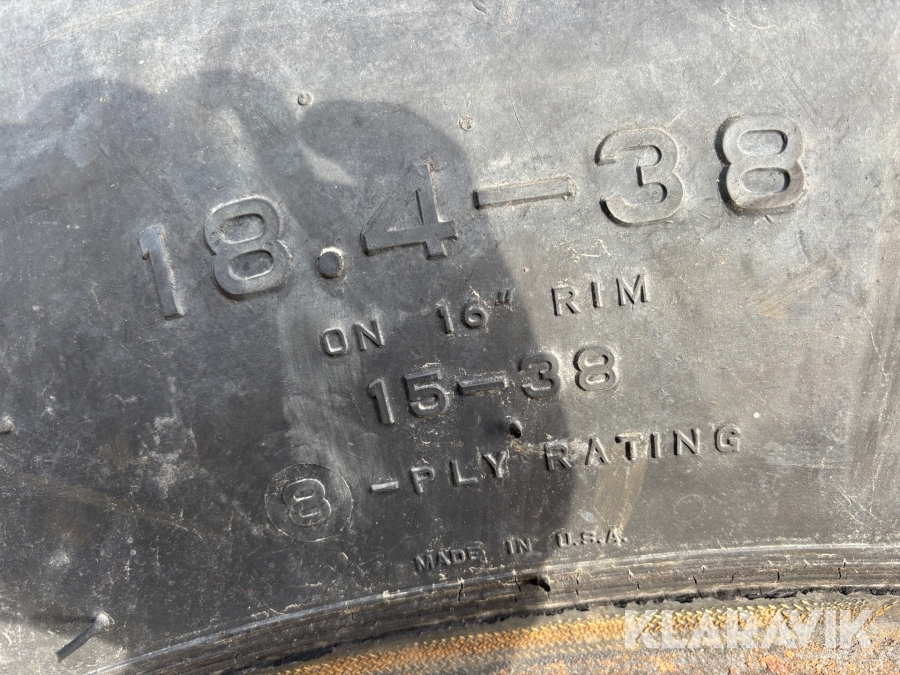 18.4-38
ON 16" RIM
15-38
8 -PLY RATING
MADE IN U.S.A.
KLARAVIK